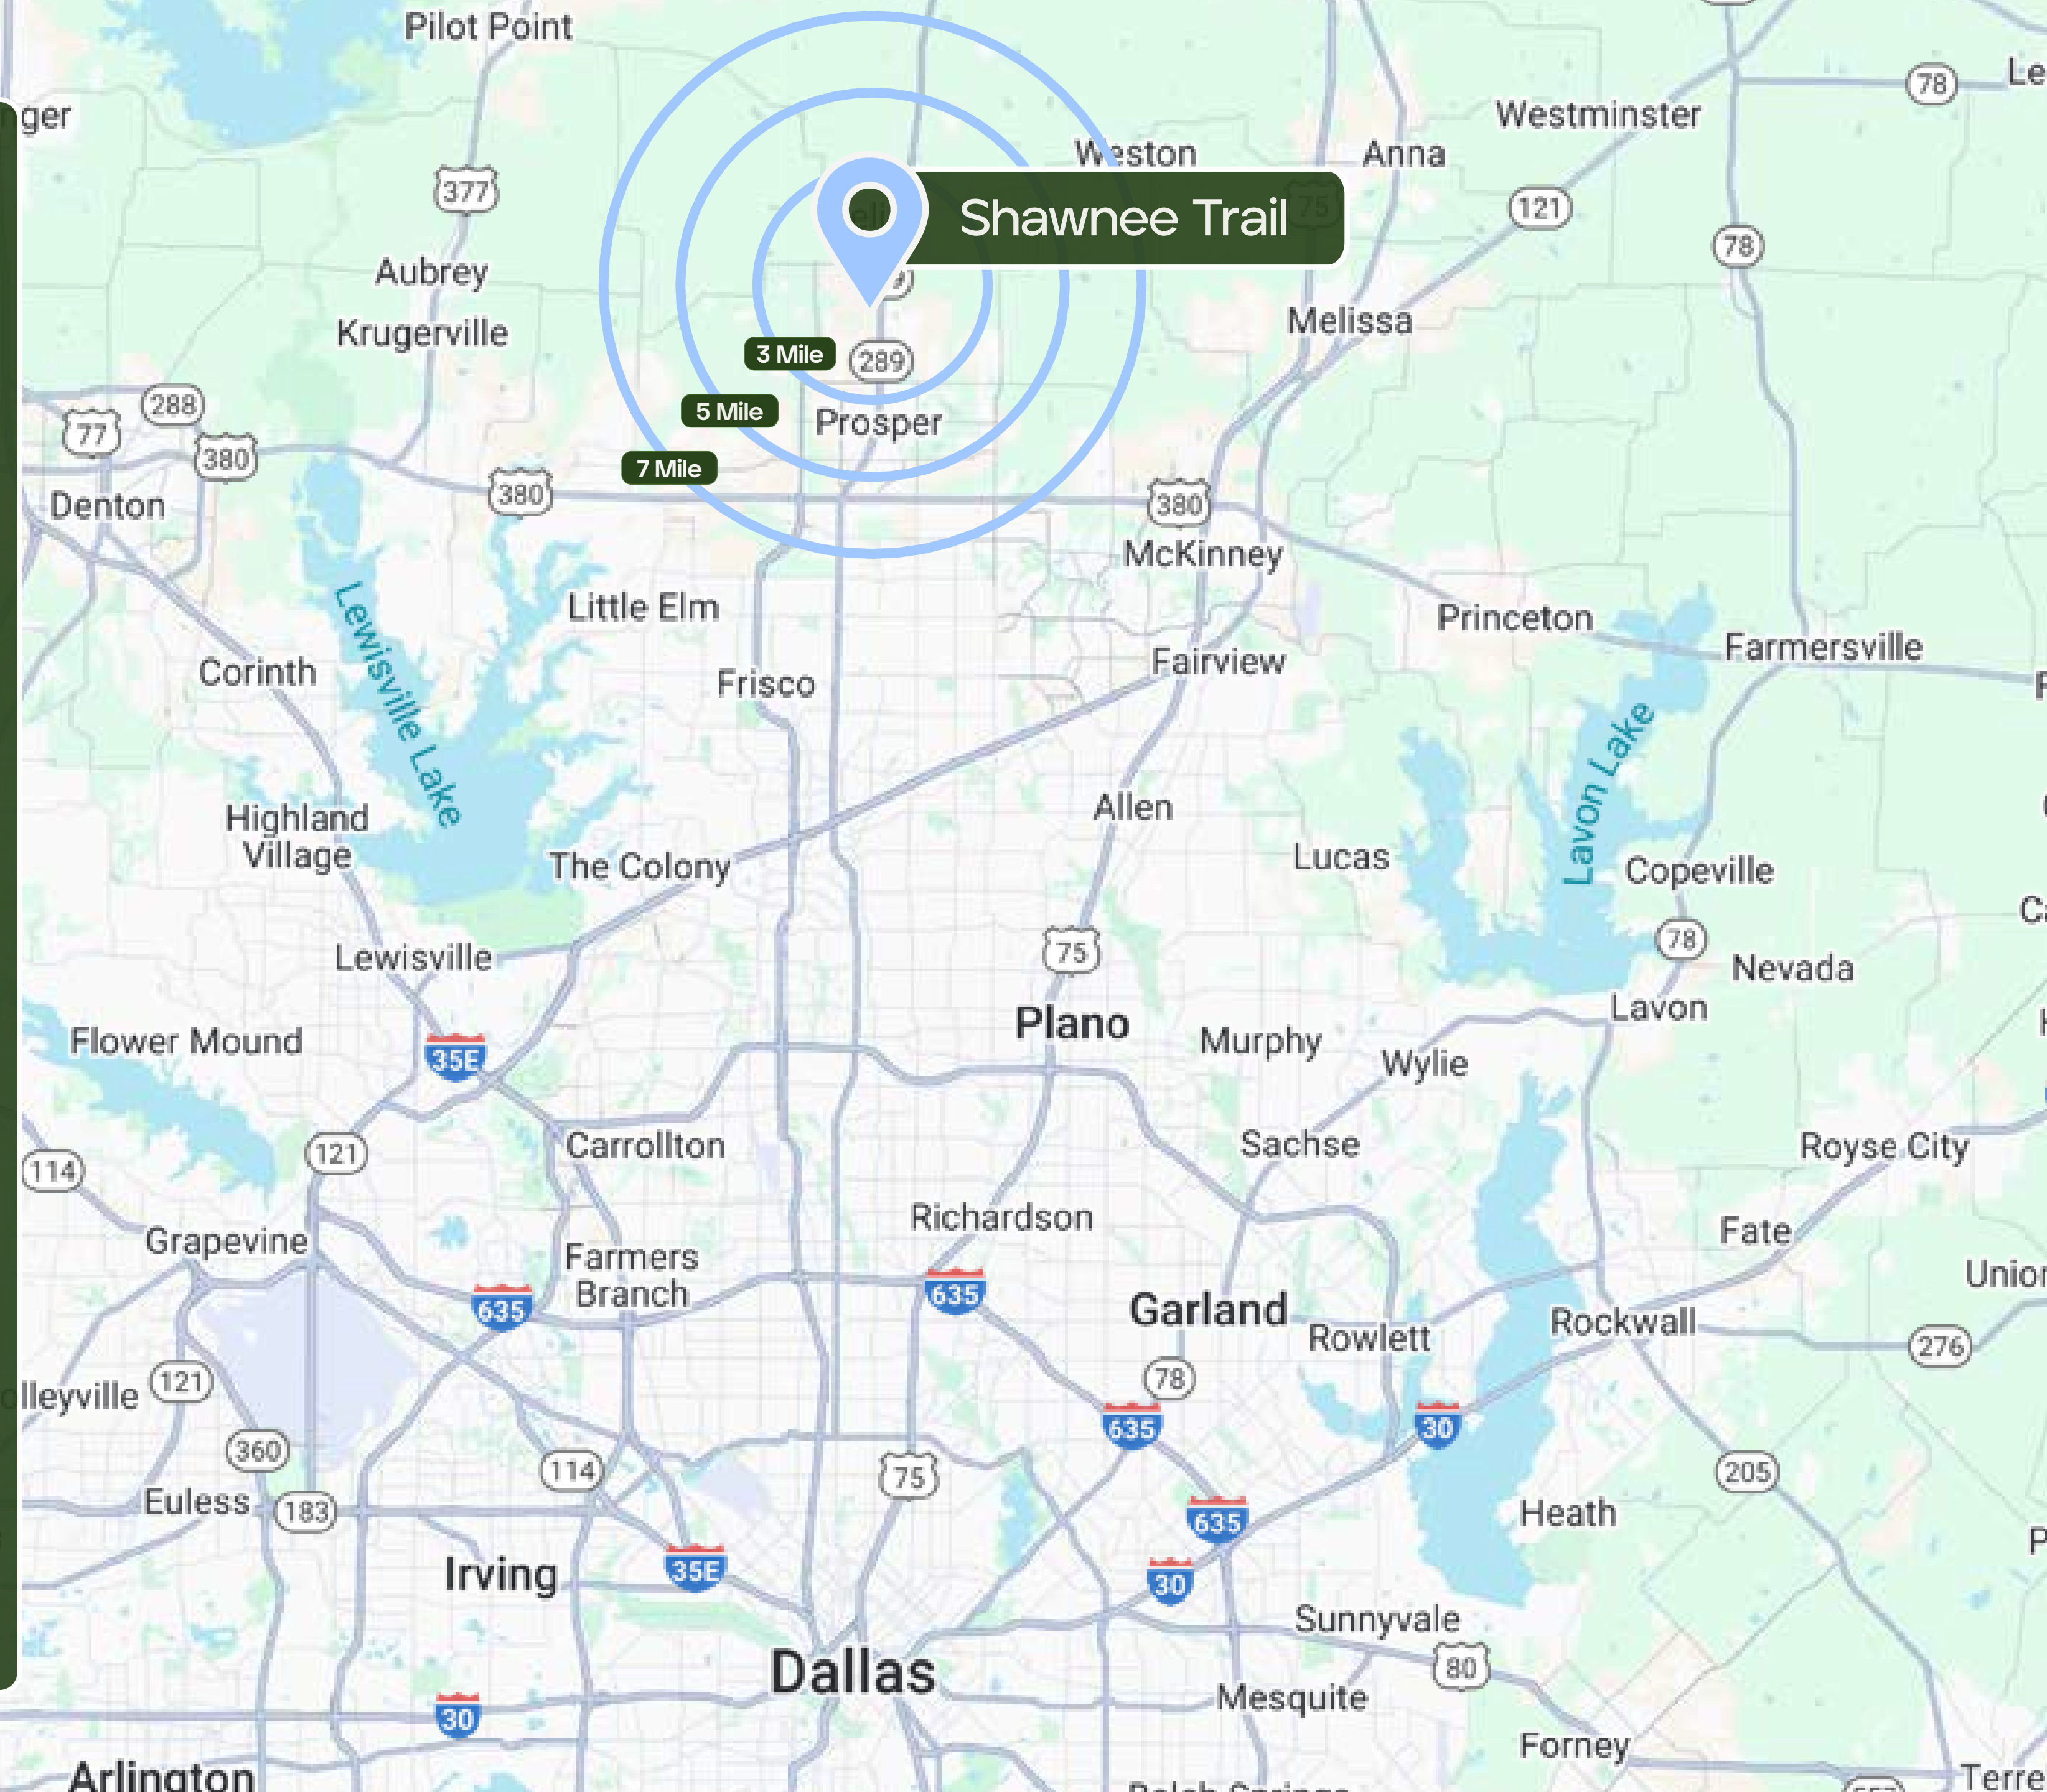 Pilot Point
78
Westminster
Weston
Anna
377
75
121
Shawnee Trail
78
Aubrey
Krugerville
Melissa
3 Mile
289
288
5 Mile
Prosper
77
380
7 Mile
380
380
Denton
McKinney
Little Elm
Princeton
Farmersville
Corinth
Fairview
Frisco
Lewisville Lake
Lavon Lake
Highland
Village
Allen
The Colony
Lucas
Copeville
78
Lewisville
75
Nevada
Lavon
Plano
Flower Mound
Murphy
35E
Wylie
Carrollton
121
Sachse
Royse City
114
Richardson
Grapevine
Fate
Farmers
Branch
635
635
Garland
Rockwall
Rowlett
276
121
78
635
30
360
114
75
205
Euless
183
635
Heath
Irving
35E
30
Sunnyvale
Dallas
80
Mesquite
30
Forney
Arlington